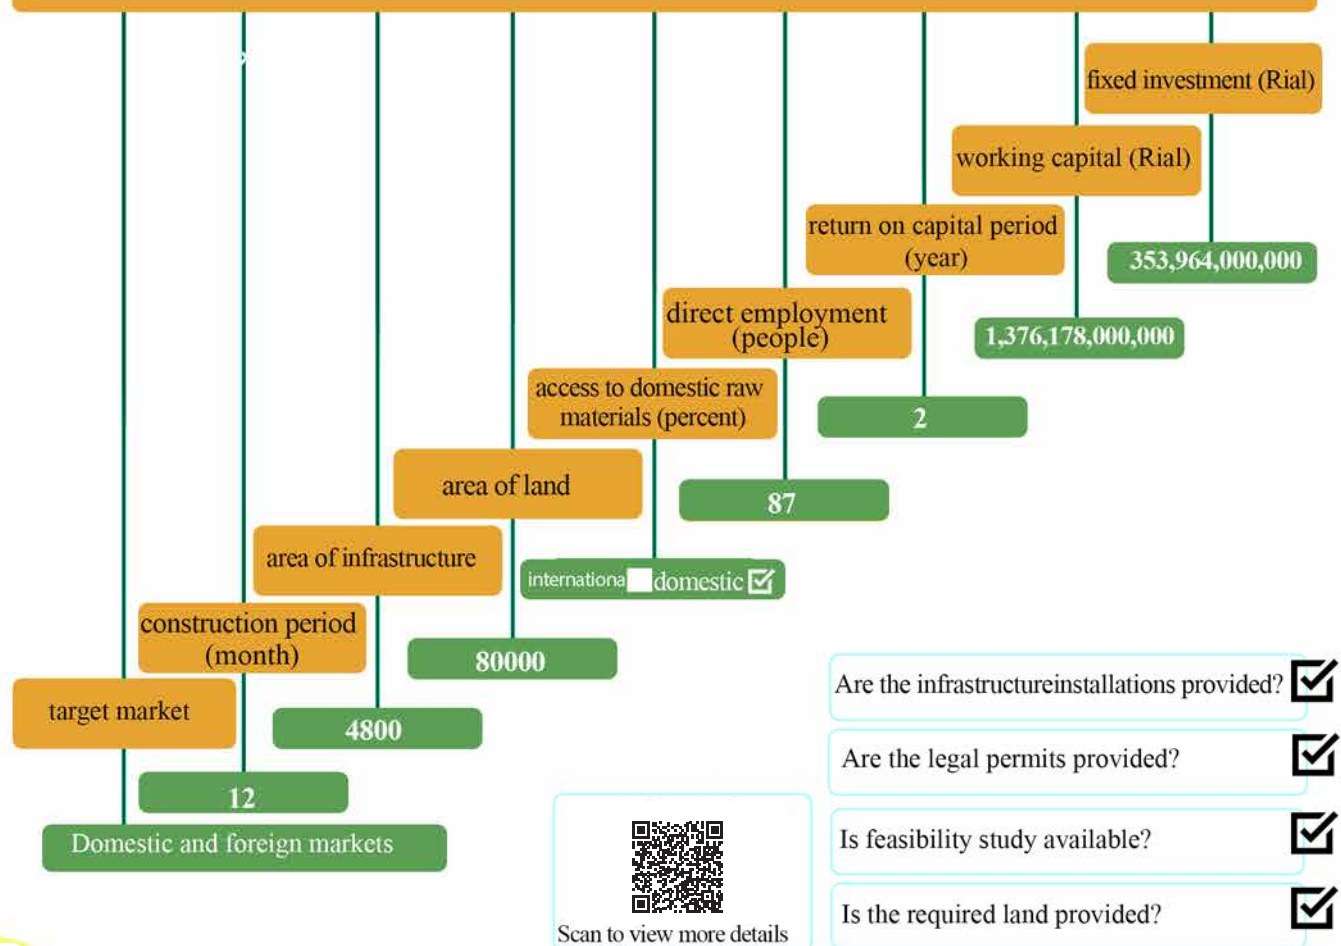 fixed investment (Rial)
353,964,000,000
working capital (Rial)
1,376,178,000,000
return on capital period
(year)
2
direct employment
(people)
87
access to domestic raw
materials (percent)
internationa domestic
area of land
80000
area of infrastructure
4800
construction period
(month)
12
target market
Domestic and foreign markets
Are the infrastructureinstallations provided?
Are the legal permits provided?
Is feasibility study available?
Is the required land provided?
Scan to view more details